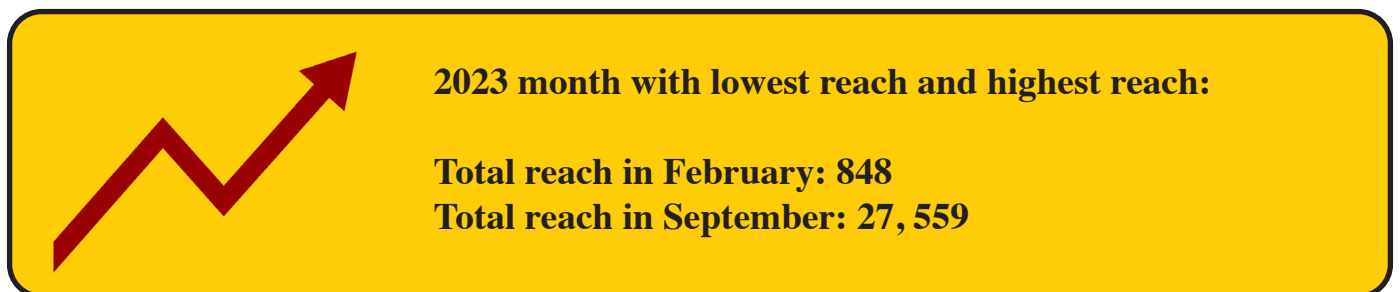 2023 month with lowest reach and highest reach:
Total reach in February: 848
Total reach in September: 27, 559